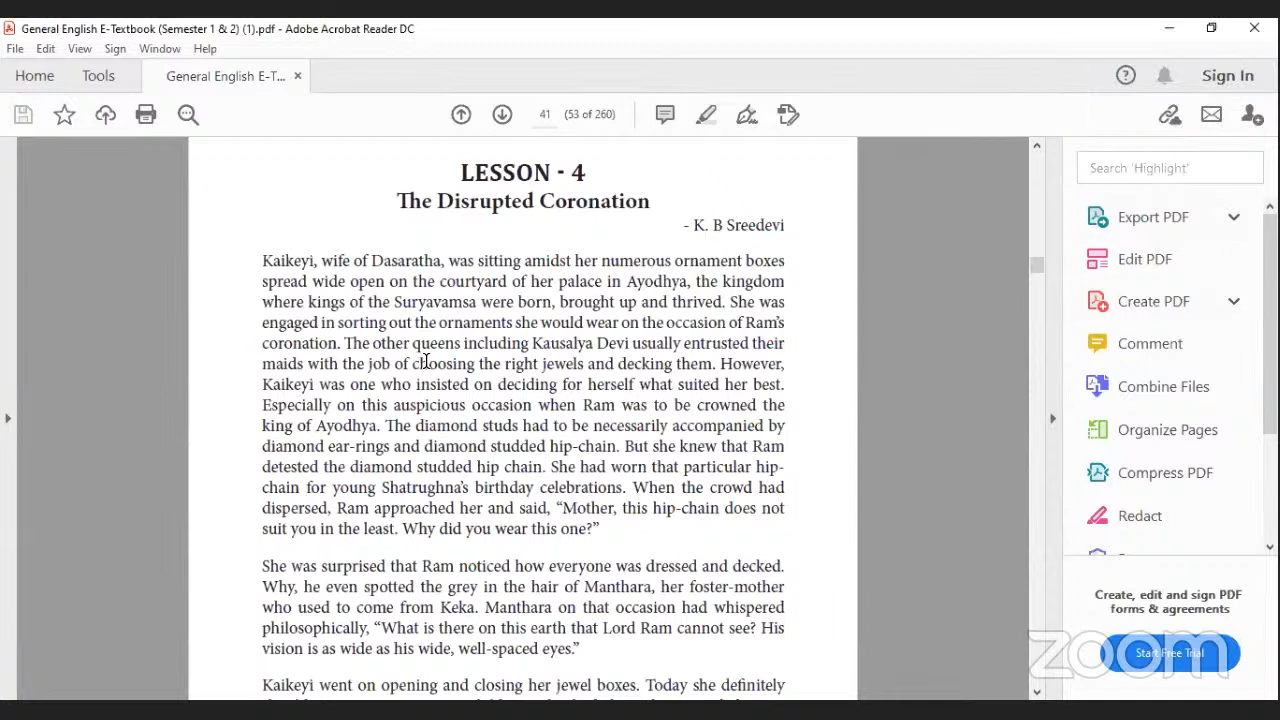 General English E-Textbook (Semester 1 & 2) (1).pdf - Adobe Acrobat Reader DC
File Edit View Sign Window Help
Home Tools General English E-T... × Sign In
41 (53 of 260)
LESSON - 4
The Disrupted Coronation
- K. B Sreedevi
Kaikeyi, wife of Dasaratha, was sitting amidst her numerous ornament boxes
spread wide open on the courtyard of her palace in Ayodhya, the kingdom
where kings of the Suryavamsa were born, brought up and thrived. She was
engaged in sorting out the ornaments she would wear on the occasion of Ram's
coronation. The other queens including Kausalya Devi usually entrusted their
maids with the job of choosing the right jewels and decking them. However,
Kaikeyi was one who insisted on deciding for herself what suited her best.
Especially on this auspicious occasion when Ram was to be crowned the
king of Ayodhya. The diamond studs had to be necessarily accompanied by
diamond ear-rings and diamond studded hip-chain. But she knew that Ram
detested the diamond studded hip chain. She had worn that particular hip-
chain for young Shatrughna's birthday celebrations. When the crowd had
dispersed, Ram approached her and said, "Mother, this hip-chain does not
suit you in the least. Why did you wear this one?"
She was surprised that Ram noticed how everyone was dressed and decked.
Why, he even spotted the grey in the hair of Manthara, her foster-mother
who used to come from Keka. Manthara on that occasion had whispered
philosophically, "What is there on this earth that Lord Ram cannot see? His
vision is as wide as his wide, well-spaced eyes."
Kaikeyi went on opening and closing her jewel boxes. Today she definitely
Search 'Highlight'
Export PDF
Edit PDF
Create PDF
Comment
Combine Files
Organize Pages
Compress PDF
Redact
Create, edit and sign PDF
forms & agreements
Start Free Trial
zoom